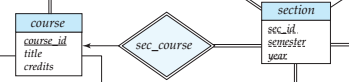 course
course_id
title
credits
sec_course
section
sec_id
semester
year